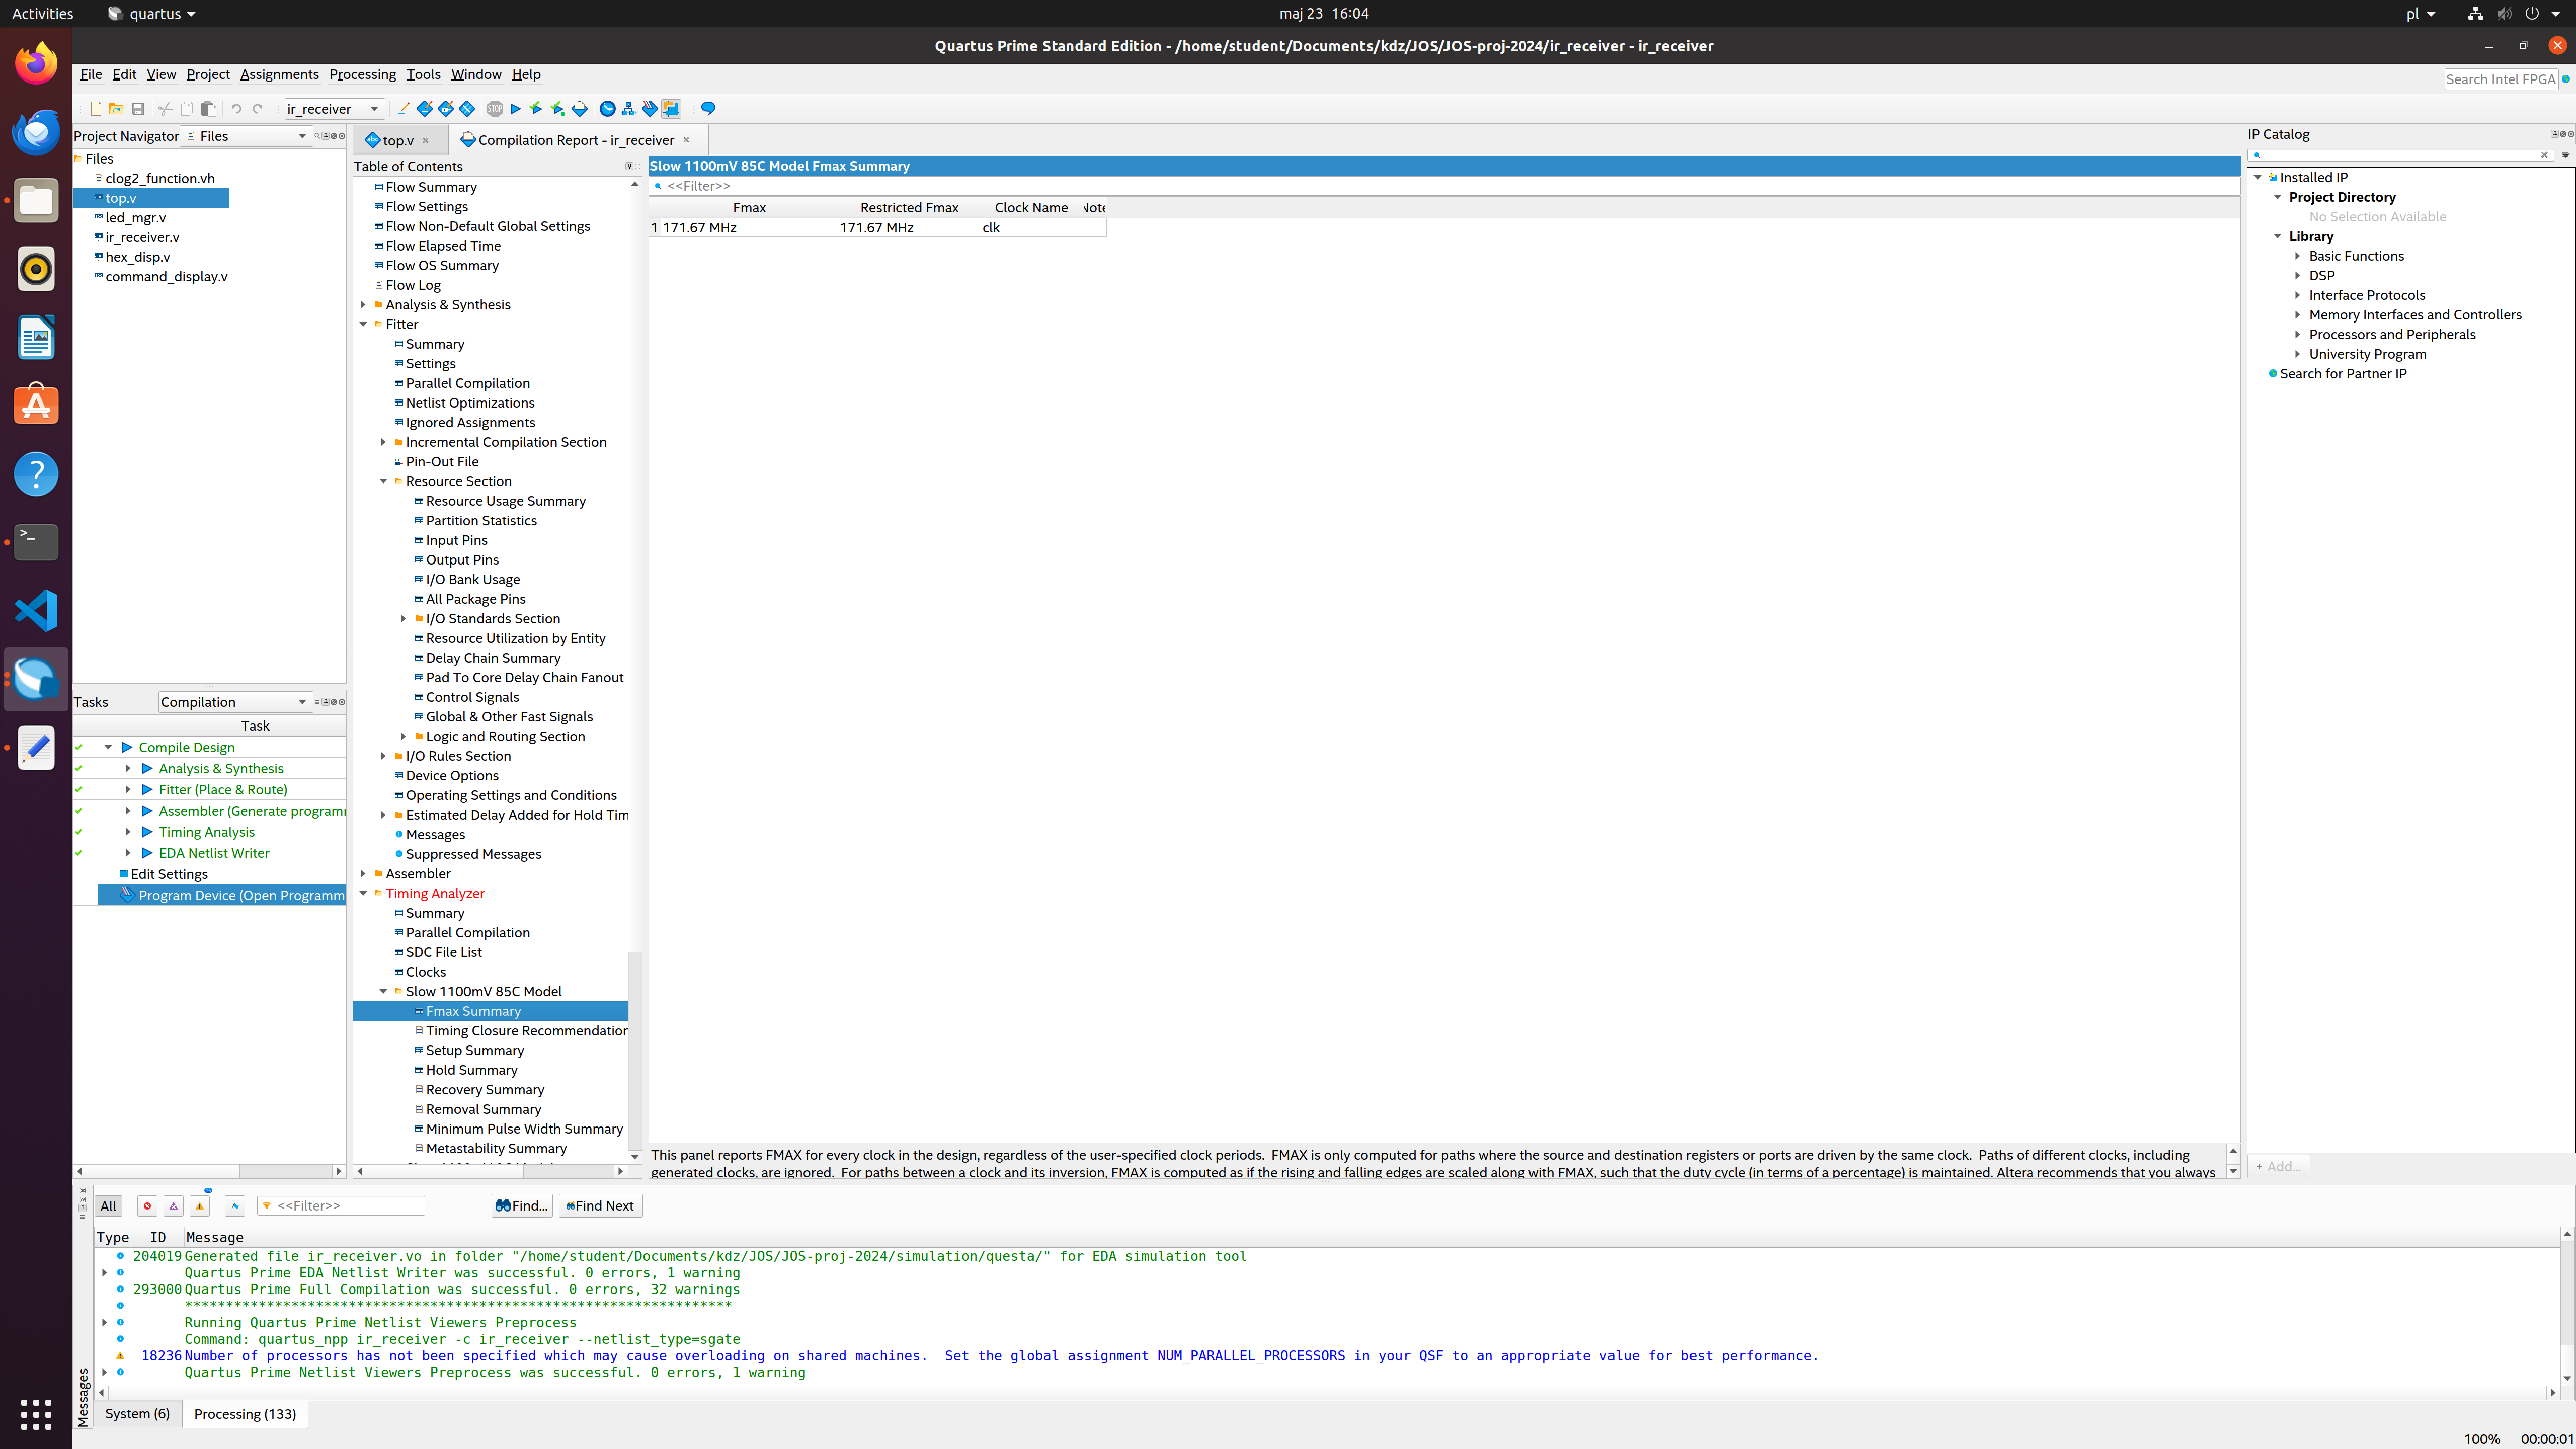 Activities
quartus
maj 23 16:04
pl
Quartus Prime Standard Edition - /home/student/Documents/kdz/JOS/JOS-proj-2024/ir_receiver - ir_receiver
File Edit View Project Assignments Processing Tools Window Help
Search Intel FPGA
ir_receiver
Project Navigator
Files
Files
clog2_function.vh
top.v
led_mgr.v
ir_receiver.v
hex_disp.v
command_display.v
Tasks
Compilation
Task
Compile Design
Analysis & Synthesis
Fitter (Place & Route)
Assembler (Generate programm
Timing Analysis
EDA Netlist Writer
Edit Settings
Program Device (Open Programm
top.v
Compilation Report - ir_receiver
Table of Contents
Flow Summary
Flow Settings
Flow Non-Default Global Settings
Flow Elapsed Time
Flow OS Summary
Flow Log
Analysis & Synthesis
Fitter
Summary
Settings
Parallel Compilation
Netlist Optimizations
Ignored Assignments
Incremental Compilation Section
Pin-Out File
Resource Section
Resource Usage Summary
Partition Statistics
Input Pins
Output Pins
I/O Bank Usage
All Package Pins
I/O Standards Section
Resource Utilization by Entity
Delay Chain Summary
Pad To Core Delay Chain Fanout
Control Signals
Global & Other Fast Signals
Logic and Routing Section
I/O Rules Section
Device Options
Operating Settings and Conditions
Estimated Delay Added for Hold Tim
Messages
Suppressed Messages
Assembler
Timing Analyzer
Summary
Parallel Compilation
SDC File List
Clocks
Slow 1100mV 85C Model
Fmax Summary
Timing Closure Recommendation
Setup Summary
Hold Summary
Recovery Summary
Removal Summary
Minimum Pulse Width Summary
Metastability Summary
Slow 1100mV 85C Model Fmax Summary
<<Filter>>
Fmax Restricted Fmax Clock Name Note
1 171.67 MHz 171.67 MHz clk
This panel reports FMAX for every clock in the design, regardless of the user-specified clock periods. FMAX is only computed for paths where the source and destination registers or ports are driven by the same clock. Paths of different clocks, including
generated clocks, are ignored. For paths between a clock and its inversion, FMAX is computed as if the rising and falling edges are scaled along with FMAX, such that the duty cycle (in terms of a percentage) is maintained. Altera recommends that you always
IP Catalog
Installed IP
Project Directory
No Selection Available
Library
Basic Functions
DSP
Interface Protocols
Memory Interfaces and Controllers
Processors and Peripherals
University Program
Search for Partner IP
+ Add...
All
<<Filter>>
Find...
Find Next
Type ID Message
204019 Generated file ir_receiver.vo in folder "/home/student/Documents/kdz/JOS/JOS-proj-2024/simulation/questa/" for EDA simulation tool
Quartus Prime EDA Netlist Writer was successful. 0 errors, 1 warning
293000 Quartus Prime Full Compilation was successful. 0 errors, 32 warnings
*******************************************************************
Running Quartus Prime Netlist Viewers Preprocess
Command: quartus_npp ir_receiver -c ir_receiver --netlist_type=sgate
18236 Number of processors has not been specified which may cause overloading on shared machines. Set the global assignment NUM_PARALLEL_PROCESSORS in your QSF to an appropriate value for best performance.
Quartus Prime Netlist Viewers Preprocess was successful. 0 errors, 1 warning
Messages
System (6)
Processing (133)
100% 00:00:01